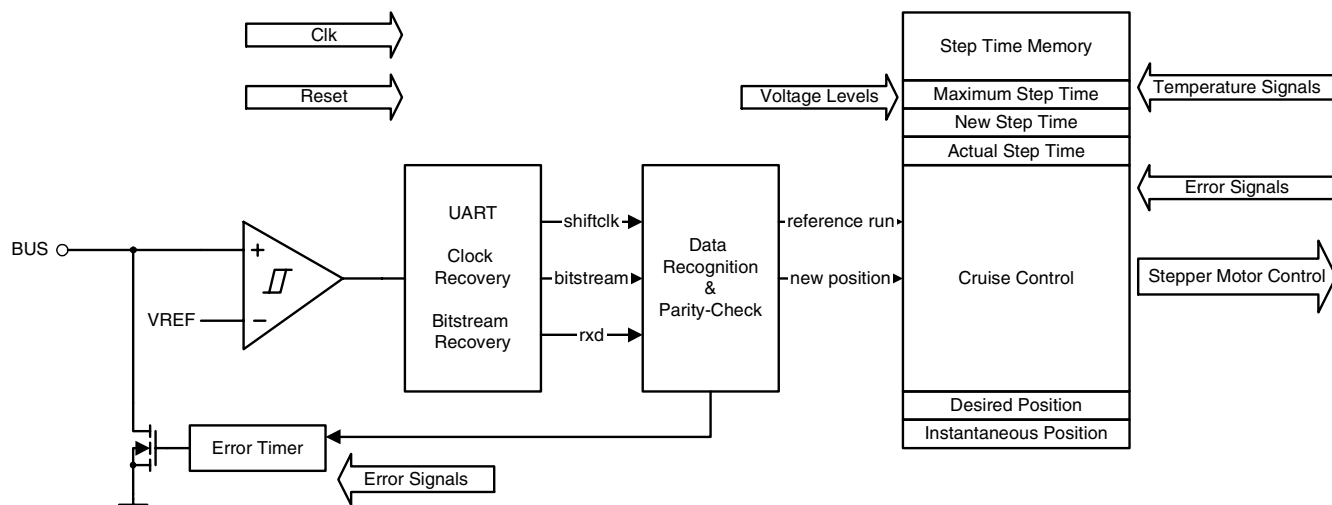 Clk
Reset
Step Time Memory
Voltage Levels
Maximum Step Time
Temperature Signals
New Step Time
Actual Step Time
Error Signals
BUS
+
VREF
−
UART
Clock
Recovery
Bitstream
Recovery
shiftclk
bitstream
rxd
Data
Recognition
&
Parity-Check
reference run
new position
Cruise Control
Stepper Motor Control
Desired Position
Instantaneous Position
Error Timer
Error Signals